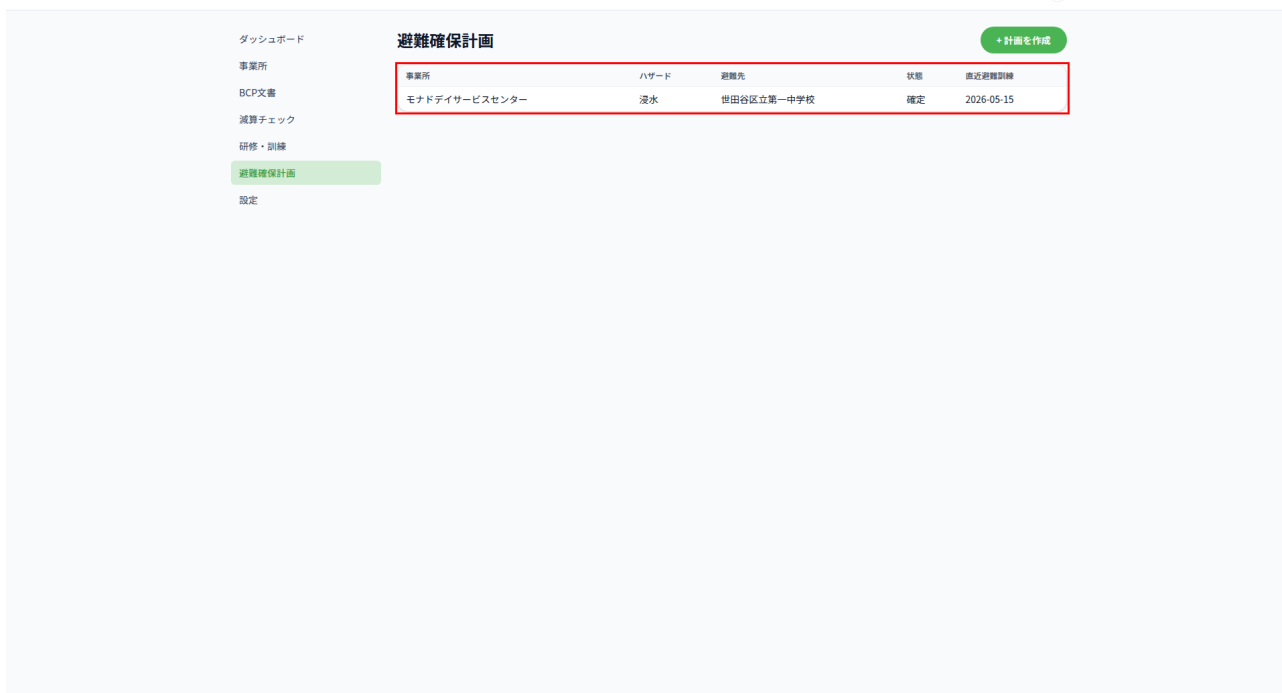 ダッシュボード
事業所
BCP文書
減算チェック
研修・訓練
避難確保計画
設定
避難確保計画
+ 計画を作成
事業所 ハザード 避難先 状態 直近避難訓練
モナドデイサービスセンター 浸水 世田谷区立第一中学校 確定 2026-05-15